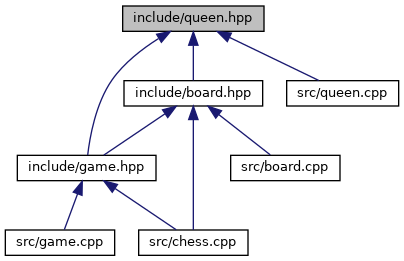 include/queen.hpp
include/board.hpp
src/queen.cpp
include/game.hpp
src/board.cpp
src/game.cpp
src/chess.cpp